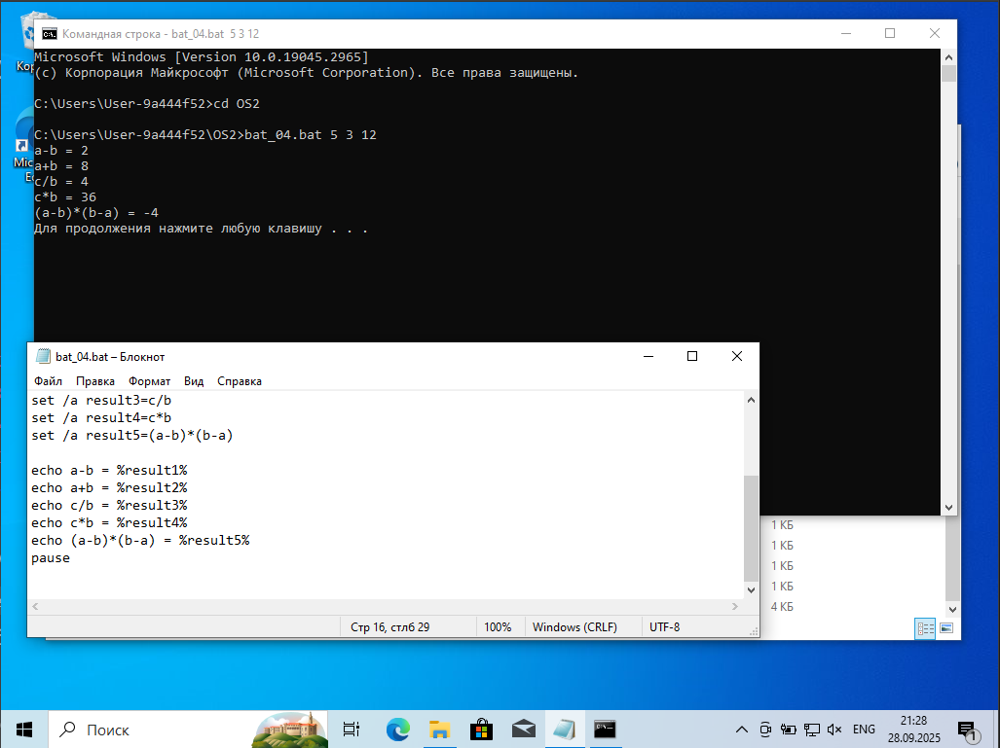 Командная строка - bat_04.bat 5 3 12
Microsoft Windows [Version 10.0.19045.2965]
(c) Корпорация Майкрософт (Microsoft Corporation). Все права защищены.
C:\Users\User-9a444f52>cd OS2
C:\Users\User-9a444f52\OS2>bat_04.bat 5 3 12
a-b = 2
a+b = 8
c/b = 4
c*b = 36
(a-b)*(b-a) = -4
Для продолжения нажмите любую клавишу . . .
bat_04.bat – Блокнот
Файл Правка Формат Вид Справка
set /a result3=c/b
set /a result4=c*b
set /a result5=(a-b)*(b-a)
echo a-b = %result1%
echo a+b = %result2%
echo c/b = %result3%
echo c*b = %result4%
echo (a-b)*(b-a) = %result5%
pause
Стр 16, стлб 29 100% Windows (CRLF) UTF-8
1 КБ
1 КБ
1 КБ
1 КБ
4 КБ
Поиск
ENG
21:28
28.09.2025
1